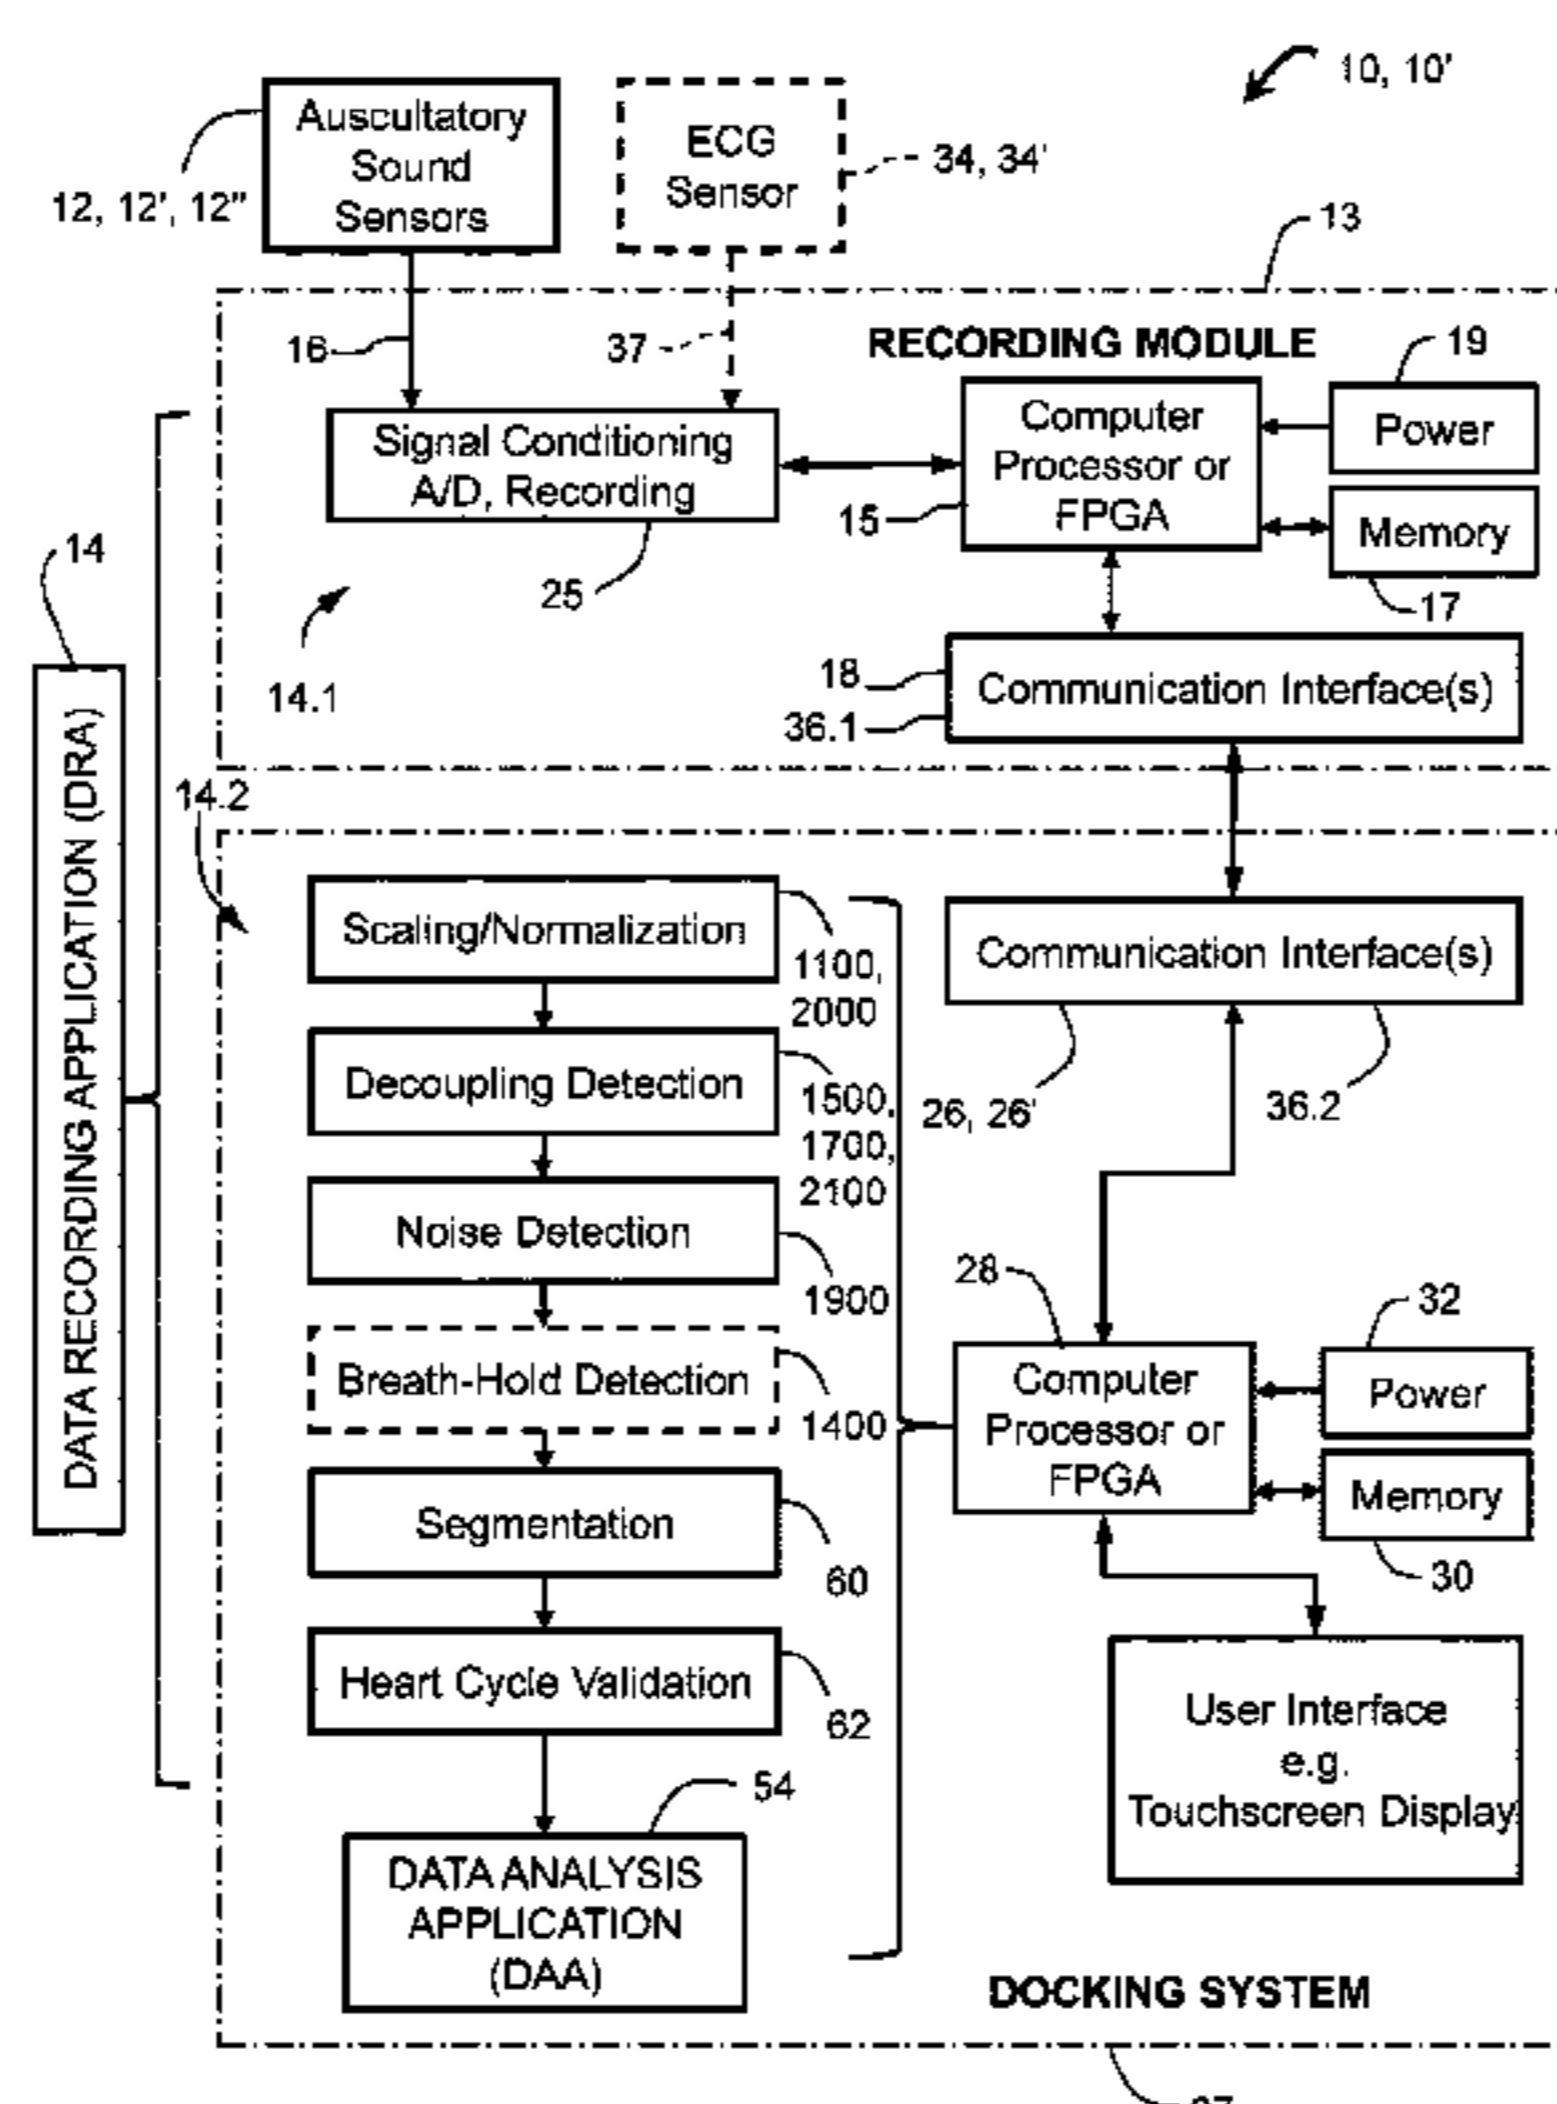 10, 10'
Auscultatory
Sound
Sensors
12, 12', 12"
ECG
Sensor
34, 34'
13
16
37
RECORDING MODULE
19
Signal Conditioning
A/D, Recording
25
Computer
Processor or
FPGA
15
Power
Memory
17
14
14.1
18
36.1
Communication Interface(s)
DATA RECORDING APPLICATION (DRA)
14.2
Scaling/Normalization
1100,
2000
Communication Interface(s)
26, 26'
36.2
Decoupling Detection
1500,
1700,
2100
Noise Detection
1900
28
32
Breath-Hold Detection
1400
Computer
Processor or
FPGA
Power
Memory
30
Segmentation
60
Heart Cycle Validation
62
User Interface
e.g.
Touchscreen Display
54
DATA ANALYSIS
APPLICATION
(DAA)
DOCKING SYSTEM